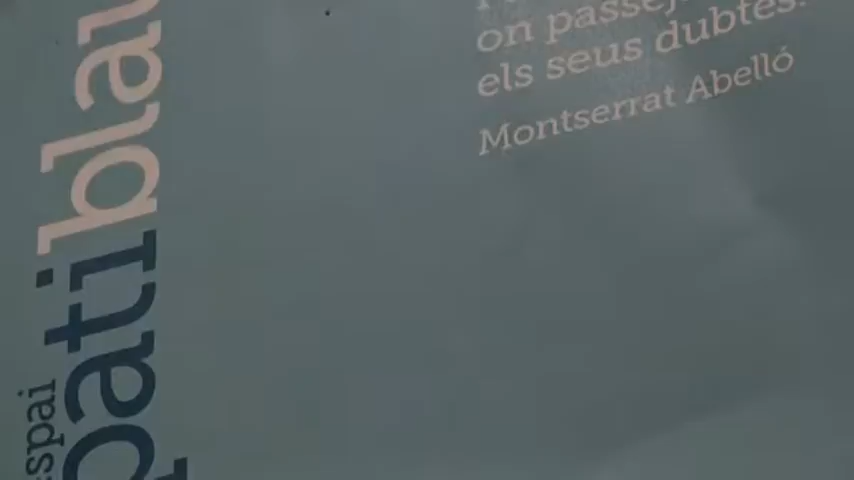 on passej
els seus dubtes.
Montserrat Abelló
espai
patiblau